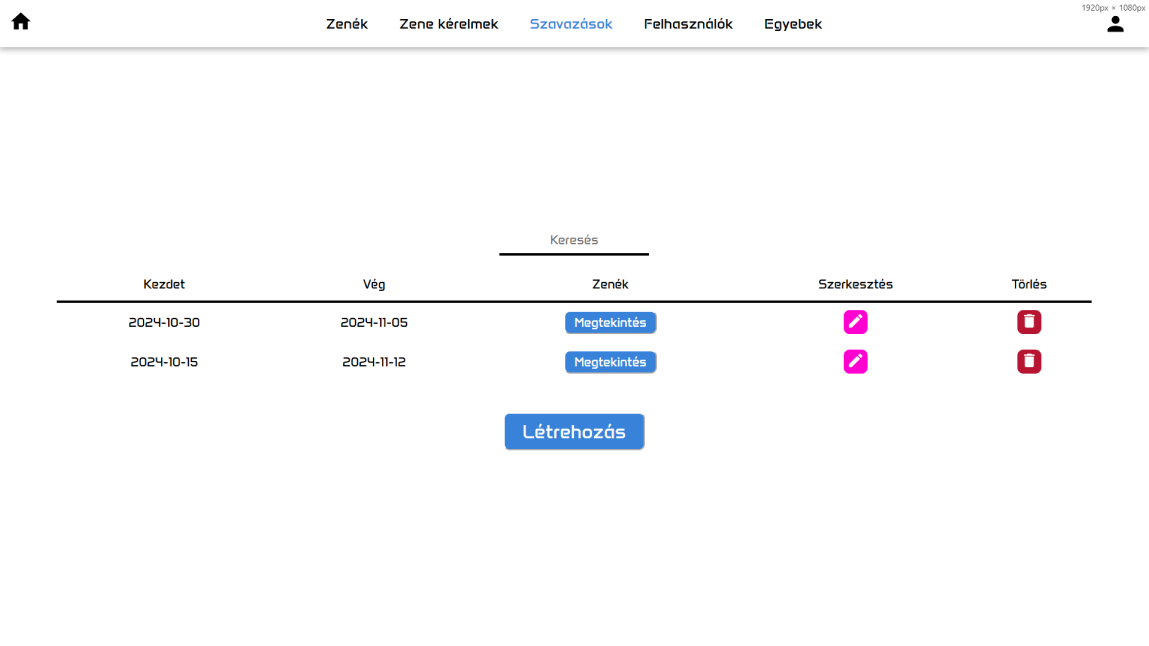 1920px × 1080px
Zenék Zene kérelmek Szavazások Felhasználók Egyebek
Keresés
Kezdet Vég Zenék Szerkesztés Törlés
2024-10-30 2024-11-05 Megtekintés
2024-10-15 2024-11-12 Megtekintés
Létrehozás